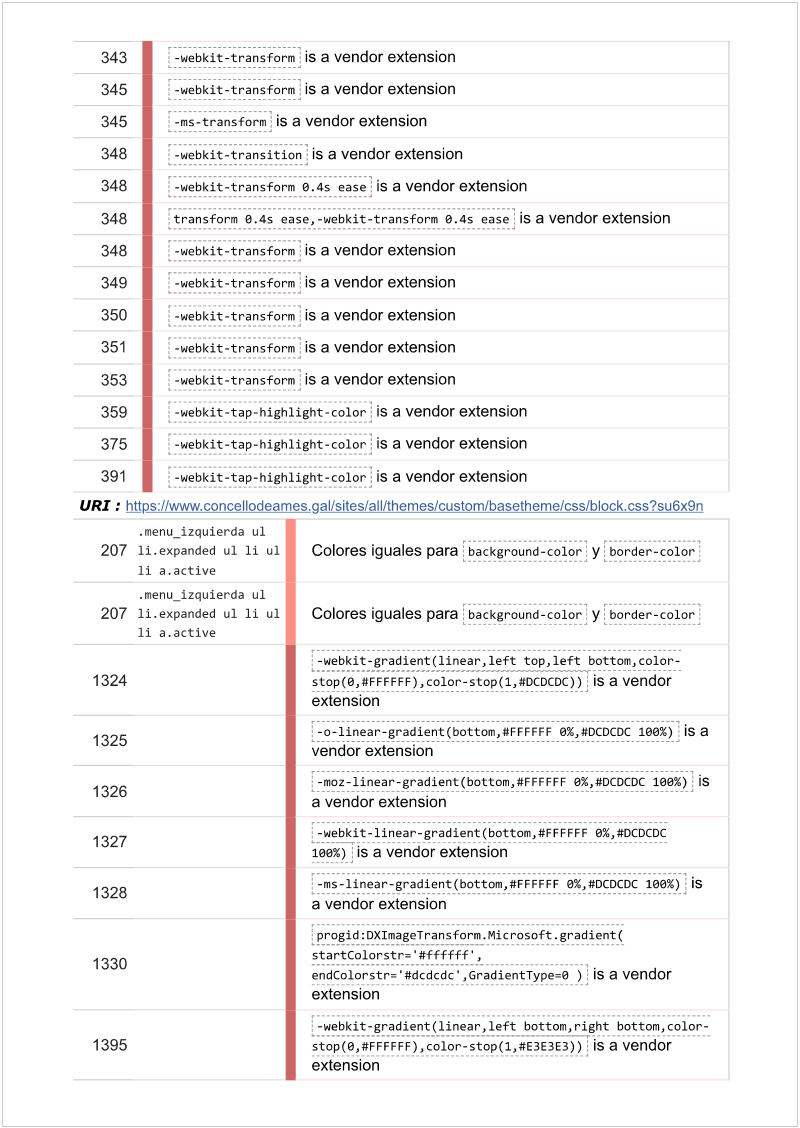 343 -webkit-transform is a vendor extension
345 -webkit-transform is a vendor extension
345 -ms-transform is a vendor extension
348 -webkit-transition is a vendor extension
348 -webkit-transform 0.4s ease is a vendor extension
348 transform 0.4s ease,-webkit-transform 0.4s ease is a vendor extension
348 -webkit-transform is a vendor extension
349 -webkit-transform is a vendor extension
350 -webkit-transform is a vendor extension
351 -webkit-transform is a vendor extension
353 -webkit-transform is a vendor extension
359 -webkit-tap-highlight-color is a vendor extension
375 -webkit-tap-highlight-color is a vendor extension
391 -webkit-tap-highlight-color is a vendor extension
URI : https://www.concellodeames.gal/sites/all/themes/custom/basetheme/css/block.css?su6x9n
.menu_izquierda ul
207 li.expanded ul li ul Colores iguales para background-color y border-color
li a.active
.menu_izquierda ul
207 li.expanded ul li ul Colores iguales para background-color y border-color
li a.active
-webkit-gradient(linear,left top,left bottom,color-
1324 stop(0,#FFFFFF),color-stop(1,#DCDCDC)) is a vendor
extension
1325 -o-linear-gradient(bottom,#FFFFFF 0%,#DCDCDC 100%) is a
vendor extension
1326 -moz-linear-gradient(bottom,#FFFFFF 0%,#DCDCDC 100%) is
a vendor extension
1327 -webkit-linear-gradient(bottom,#FFFFFF 0%,#DCDCDC
100%) is a vendor extension
1328 -ms-linear-gradient(bottom,#FFFFFF 0%,#DCDCDC 100%) is
a vendor extension
progid:DXImageTransform.Microsoft.gradient(
1330 startColorstr='#ffffff',
endColorstr='#dcdcdc',GradientType=0 ) is a vendor
extension
-webkit-gradient(linear,left bottom,right bottom,color-
1395 stop(0,#FFFFFF),color-stop(1,#E3E3E3)) is a vendor
extension